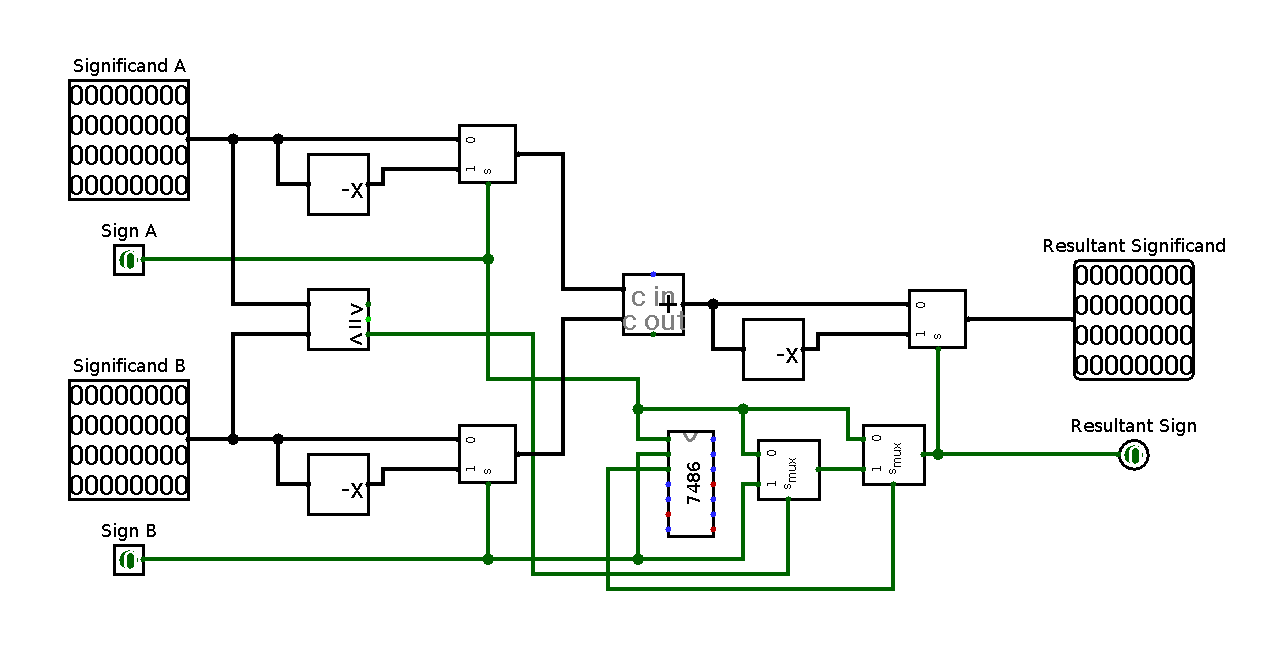 Significand A
00000000
00000000
00000000
00000000
0
1
s
-X
Sign A
0
c in
+
c out
Resultant Significand
00000000
00000000
00000000
00000000
0
1
s
-X
> = <
Significand B
00000000
00000000
00000000
00000000
0
1
s
-X
7486
0
1
s mux
0
1
s mux
Resultant Sign
0
Sign B
0